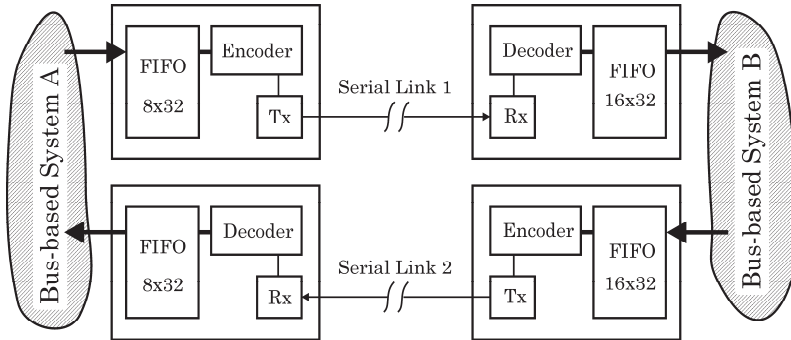 Bus-based System A
FIFO
8x32
Encoder
Tx
Serial Link 1
Decoder
Rx
FIFO
16x32
Bus-based System B
FIFO
8x32
Decoder
Rx
Serial Link 2
Encoder
Tx
FIFO
16x32